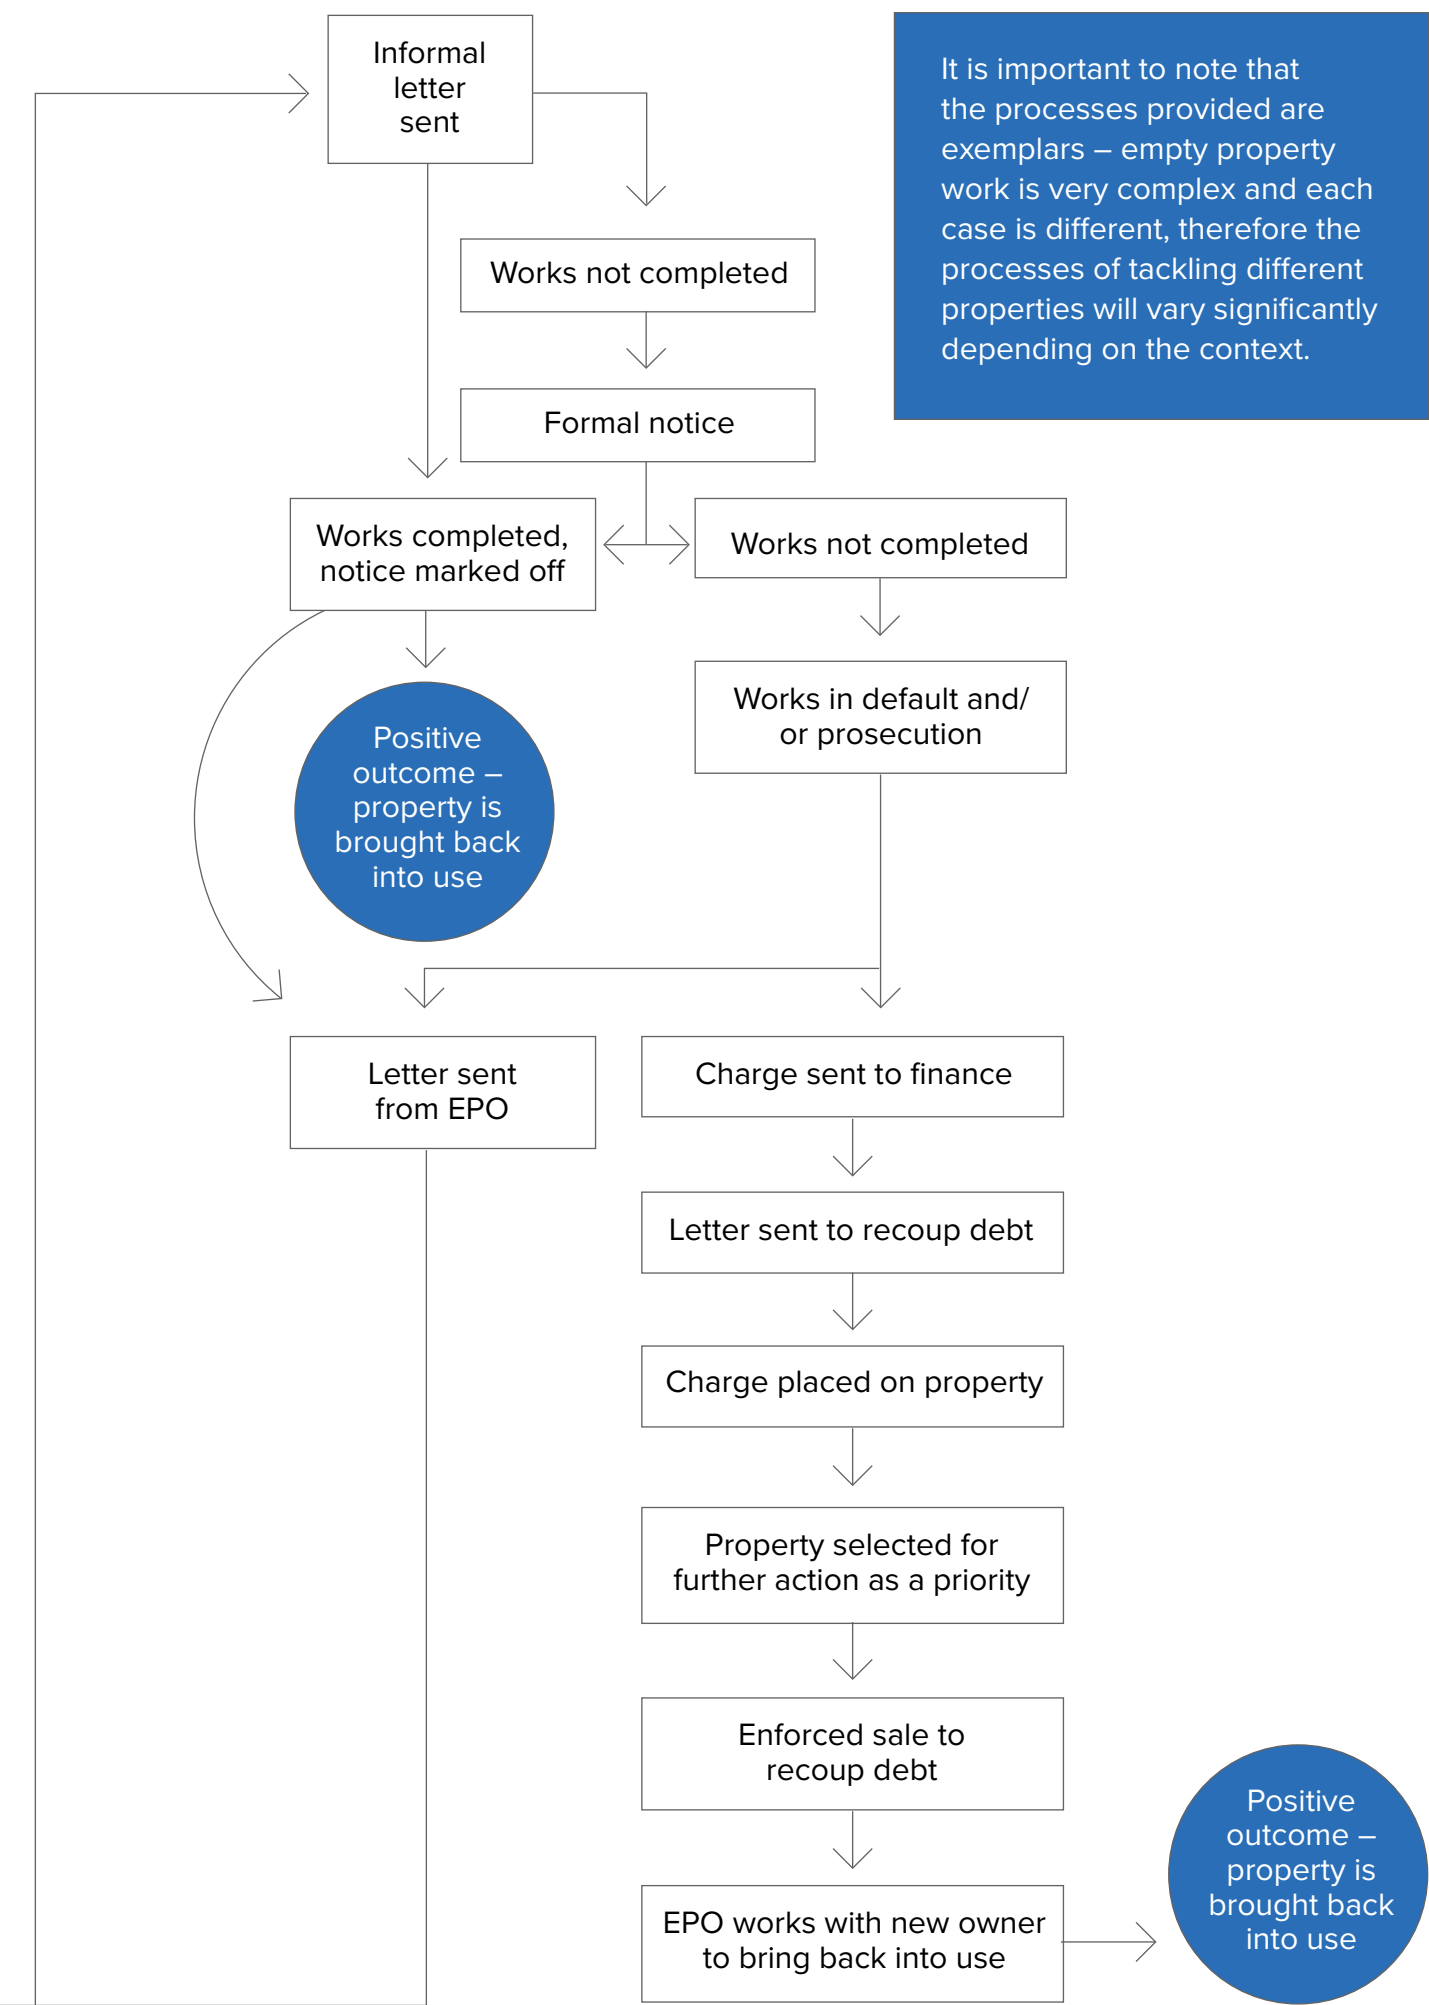 Informal
letter
sent
It is important to note that
the processes provided are
exemplars – empty property
work is very complex and each
case is different, therefore the
processes of tackling different
properties will vary significantly
depending on the context.
Works not completed
Formal notice
Works completed,
notice marked off
Works not completed
Works in default and/
or prosecution
Positive
outcome –
property is
brought back
into use
Letter sent
from EPO
Charge sent to finance
Letter sent to recoup debt
Charge placed on property
Property selected for
further action as a priority
Enforced sale to
recoup debt
EPO works with new owner
to bring back into use
Positive
outcome –
property is
brought back
into use